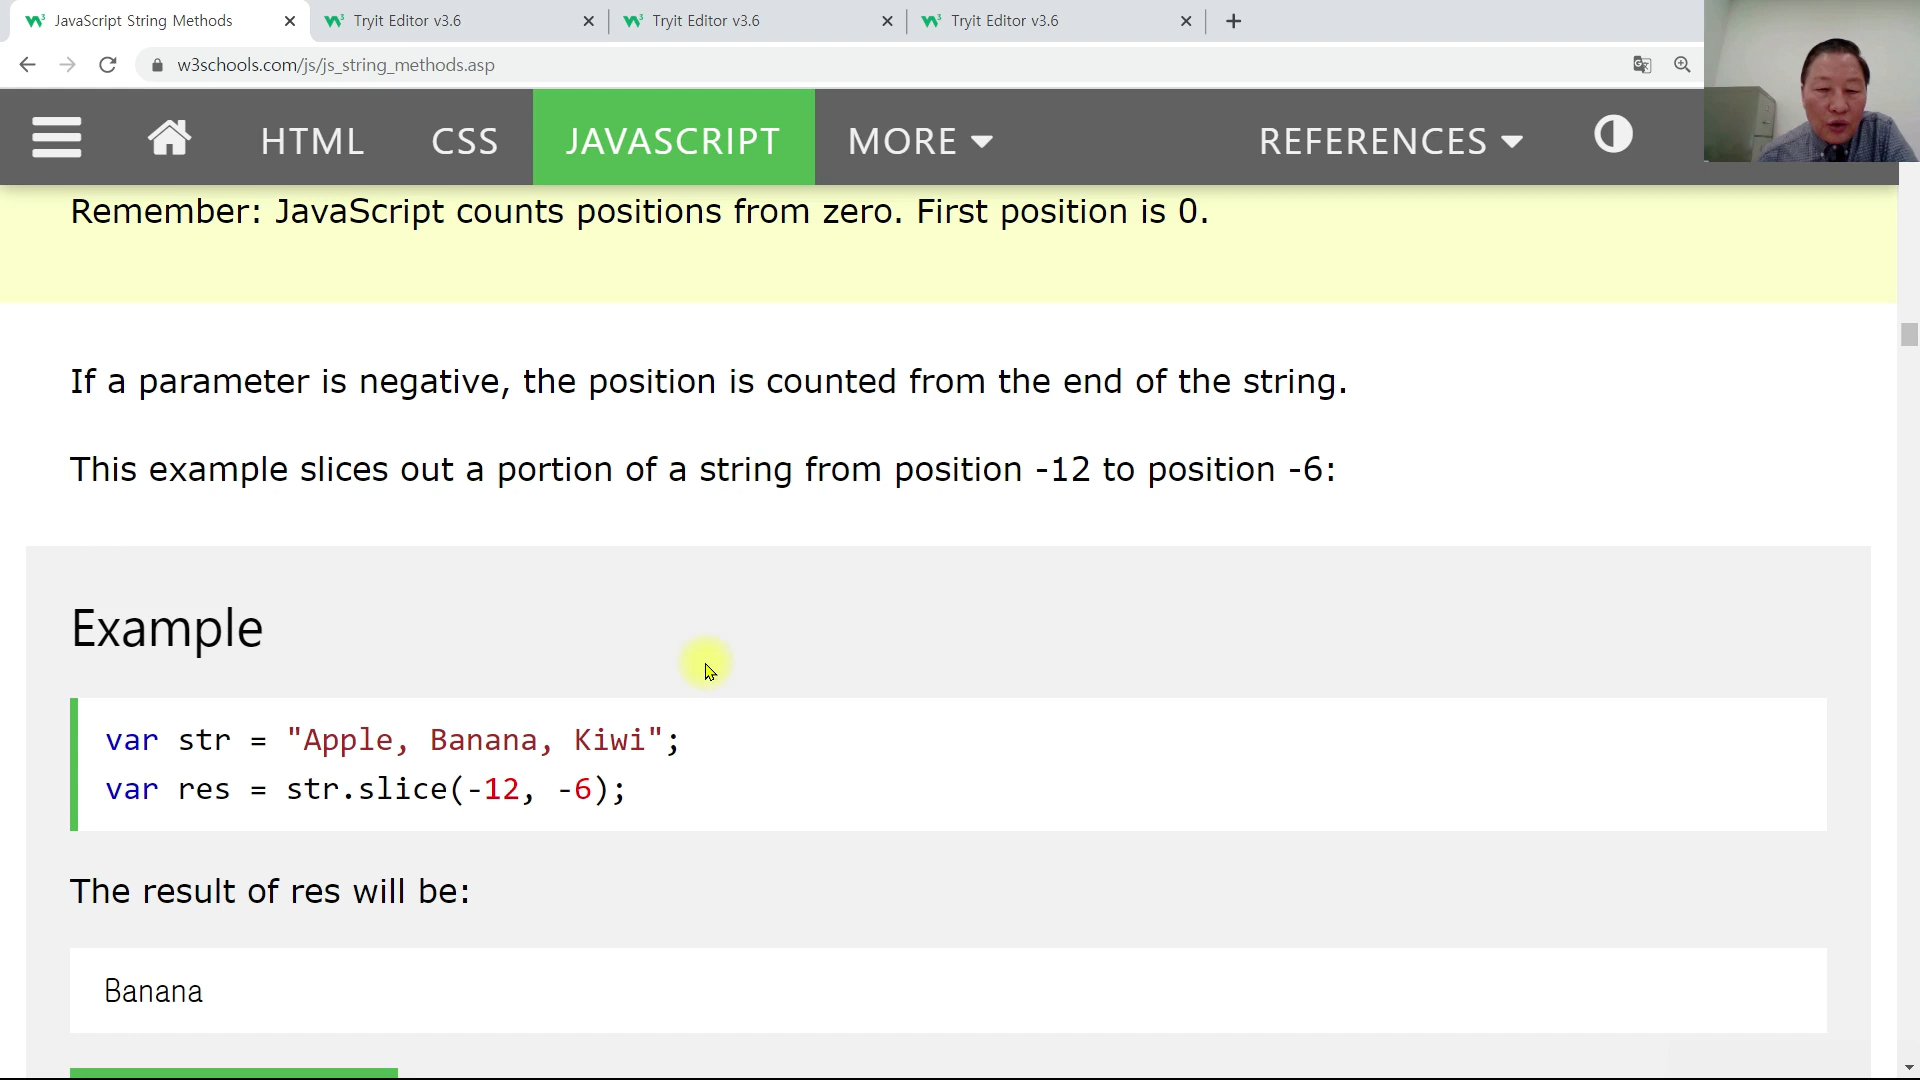 JavaScript String Methods
Tryit Editor v3.6
Tryit Editor v3.6
Tryit Editor v3.6
w3schools.com/js/js_string_methods.asp
HTML
CSS
JAVASCRIPT
MORE
REFERENCES
Remember: JavaScript counts positions from zero. First position is 0.
If a parameter is negative, the position is counted from the end of the string.
This example slices out a portion of a string from position -12 to position -6:
Example
var str = "Apple, Banana, Kiwi";
var res = str.slice(-12, -6);
The result of res will be:
Banana